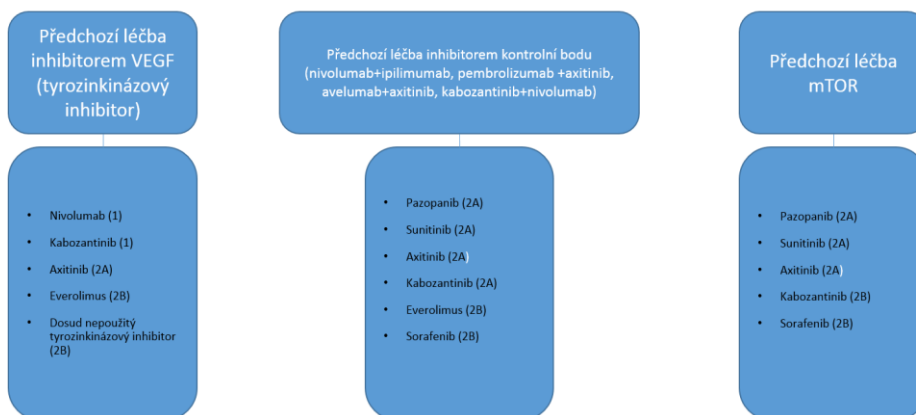 Předchozí léčba
inhibitorem VEGF
(tyrozinkinázový
inhibitor)
Nivolumab (1)
Kabozantinib (1)
Axitinib (2A)
Everolimus (2B)
Dosud nepoužitý
tyrozinkinázový inhibitor
(2B)
Předchozí léčba inhibitorem kontrolní bodu
(nivolumab+ipilimumab, pembrolizumab +axitinib,
avelumab+axitinib, kabozantinib+nivolumab)
Pazopanib (2A)
Sunitinib (2A)
Axitinib (2A)
Kabozantinib (2A)
Everolimus (2B)
Sorafenib (2B)
Předchozí léčba
mTOR
Pazopanib (2A)
Sunitinib (2A)
Axitinib (2A)
Kabozantinib (2B)
Sorafenib (2B)